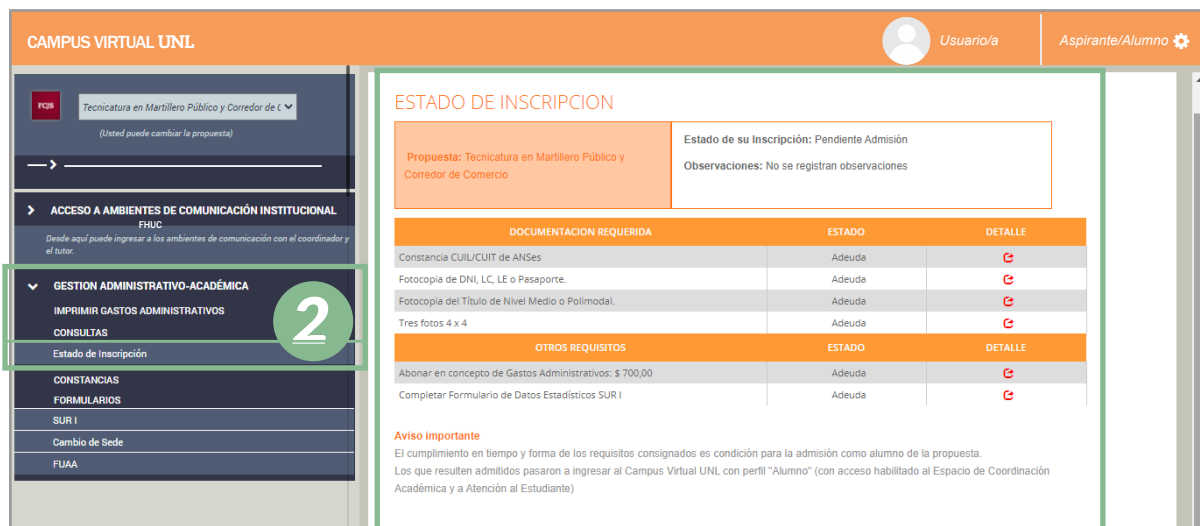 CAMPUS VIRTUAL UNL
Usuario/a
Aspirante/Alumno
FCJS
Tecnicatura en Martillero Público y Corredor de C
(Usted puede cambiar la propuesta)
ACCESO A AMBIENTES DE COMUNICACIÓN INSTITUCIONAL
FHUC
Desde aquí puede ingresar a los ambientes de comunicación con el coordinador y
el tutor.
GESTION ADMINISTRATIVO-ACADÉMICA
IMPRIMIR GASTOS ADMINISTRATIVOS
CONSULTAS
Estado de Inscripción
2
CONSTANCIAS
FORMULARIOS
SUR I
Cambio de Sede
FUAA
ESTADO DE INSCRIPCION
Propuesta: Tecnicatura en Martillero Público y
Corredor de Comercio
Estado de su Inscripción: Pendiente Admisión
Observaciones: No se registran observaciones
DOCUMENTACION REQUERIDA ESTADO DETALLE
Constancia CUIL/CUIT de ANSes Adeuda
Fotocopia de DNI, LC, LE o Pasaporte. Adeuda
Fotocopia del Título de Nivel Medio o Polimodal. Adeuda
Tres fotos 4 x 4 Adeuda
OTROS REQUISITOS ESTADO DETALLE
Abonar en concepto de Gastos Administrativos: $ 700,00 Adeuda
Completar Formulario de Datos Estadísticos SUR I Adeuda
Aviso importante
El cumplimiento en tiempo y forma de los requisitos consignados es condición para la admisión como alumno de la propuesta.
Los que resulten admitidos pasaron a ingresar al Campus Virtual UNL con perfil "Alumno" (con acceso habilitado al Espacio de Coordinación
Académica y a Atención al Estudiante)